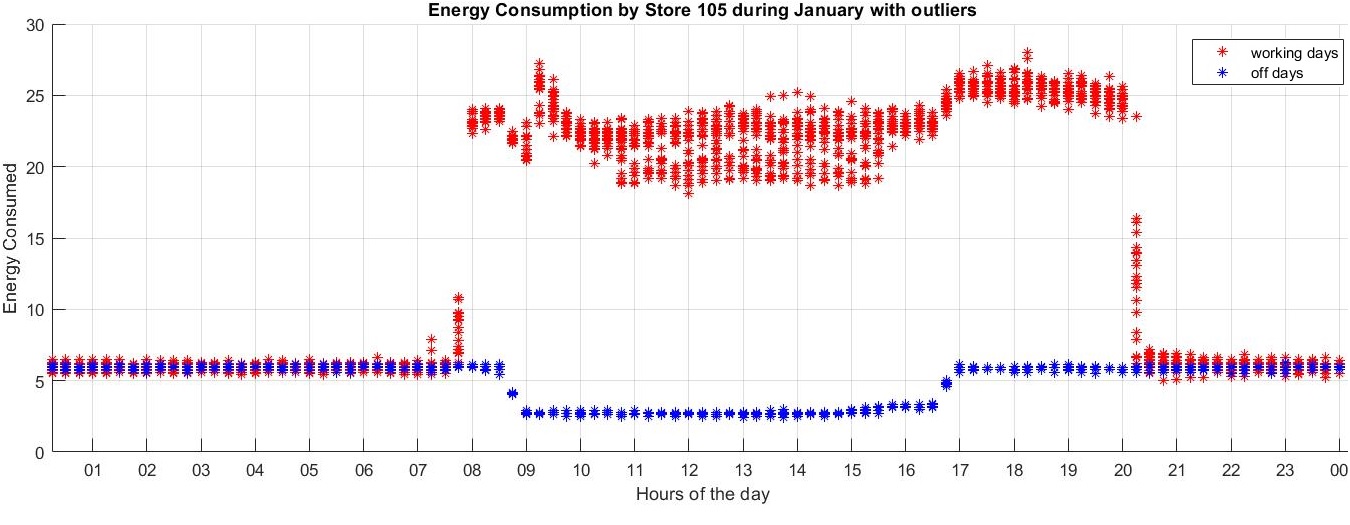 Energy Consumption by Store 105 during January with outliers
30
25
20
15
10
5
0
Energy Consumed
working days
off days
01 02 03 04 05 06 07 08 09 10 11 12 13 14 15 16 17 18 19 20 21 22 23 00
Hours of the day